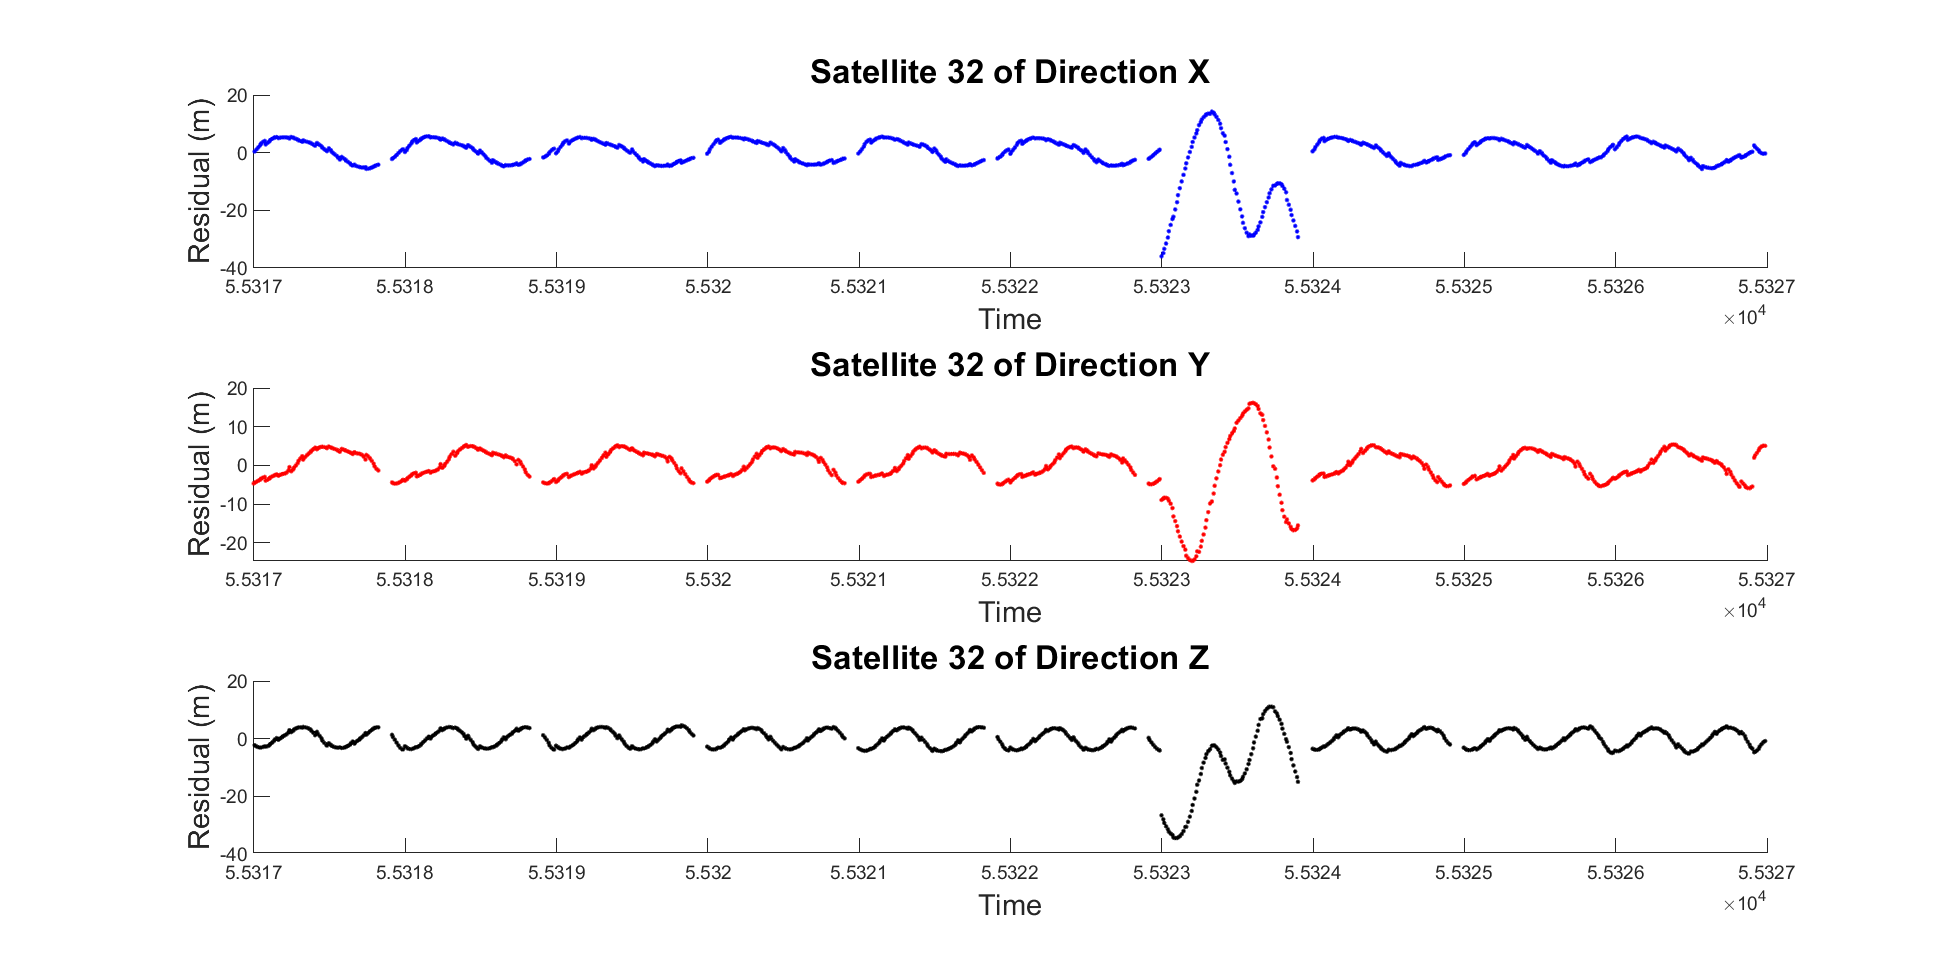 Satellite 32 of Direction X
Residual (m)
20
0
-20
-40
5.5317 5.5318 5.5319 5.532 5.5321 5.5322 5.5323 5.5324 5.5325 5.5326 5.5327
Time
×10^4
Satellite 32 of Direction Y
Residual (m)
20
10
0
-10
-20
5.5317 5.5318 5.5319 5.532 5.5321 5.5322 5.5323 5.5324 5.5325 5.5326 5.5327
Time
×10^4
Satellite 32 of Direction Z
Residual (m)
20
0
-20
-40
5.5317 5.5318 5.5319 5.532 5.5321 5.5322 5.5323 5.5324 5.5325 5.5326 5.5327
Time
×10^4